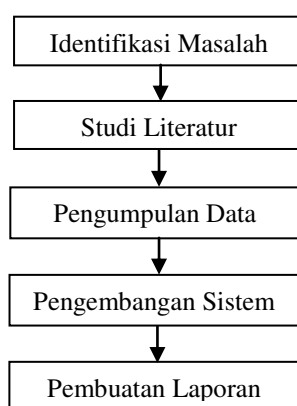 Identifikasi Masalah
Studi Literatur
Pengumpulan Data
Pengembangan Sistem
Pembuatan Laporan